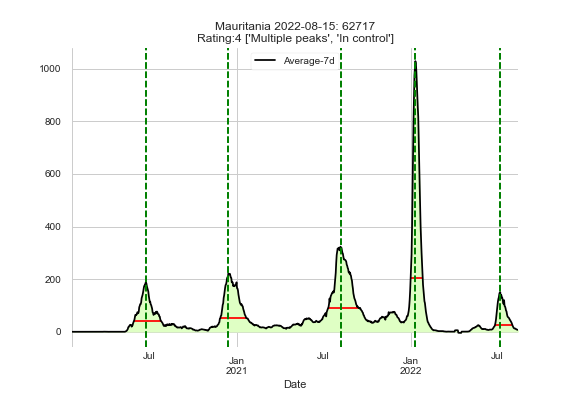 Mauritania 2022-08-15: 62717
Rating:4 ['Multiple peaks', 'In control']
Average-7d
1000
800
600
400
200
0
Jul
Jan
2021
Jul
Jan
2022
Jul
Date